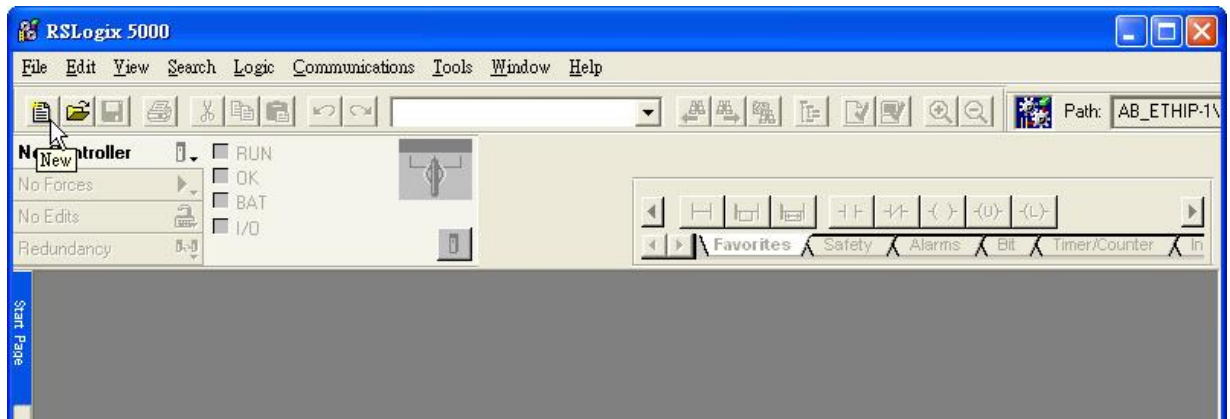 RSLogix 5000
File Edit View Search Logic Communications Tools Window Help
Path: AB_ETHIP-1\
New
RUN
No Forces
OK
No Edits
BAT
I/O
Redundancy
Favorites Safety Alarms Bit Timer/Counter In
Start Page